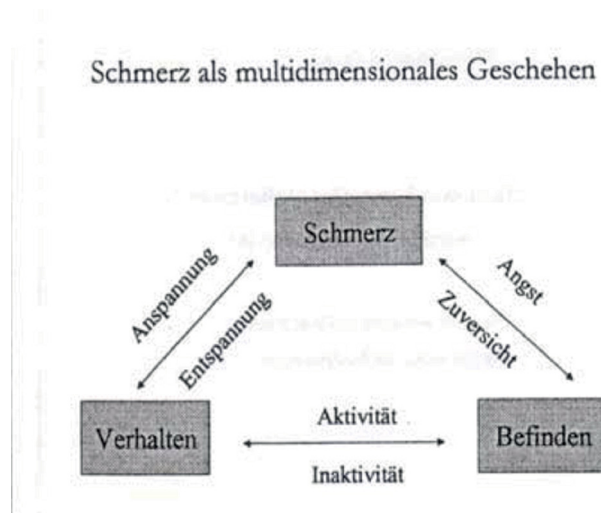 Schmerz als multidimensionales Geschehen
Schmerz
Anspannung
Entspannung
Angst
Zuversicht
Verhalten
Aktivität
Inaktivität
Befinden